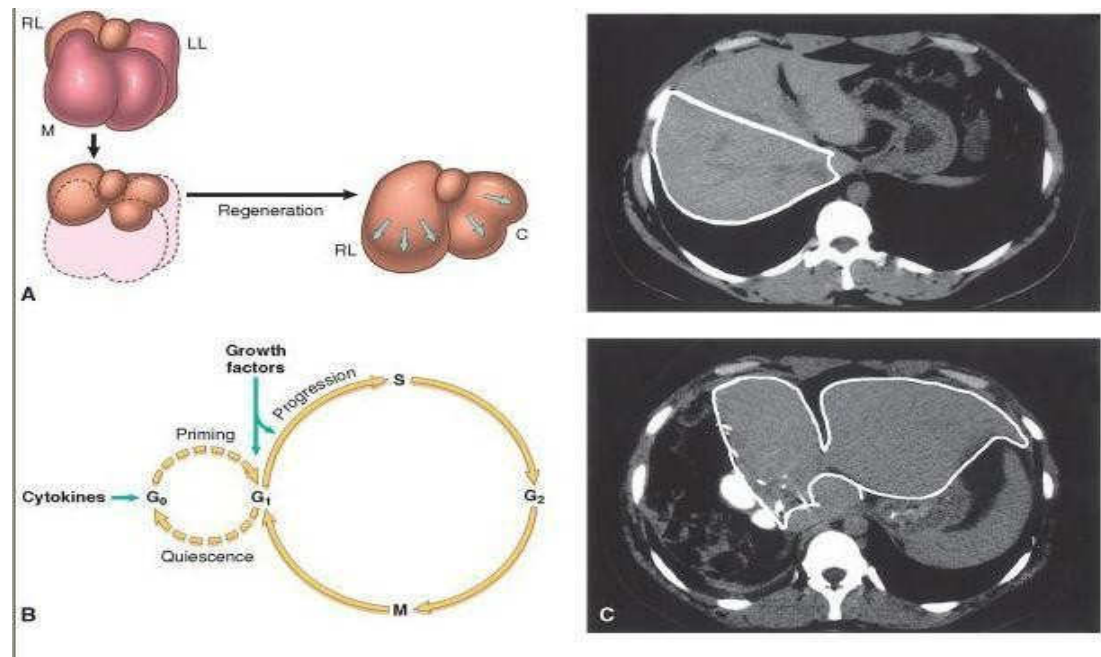 RL
LL
M
Regeneration
RL
C
A
Growth
factors
Progression
S
Priming
Cytokines
G₀
G₁
G₂
Quiescence
M
B
C